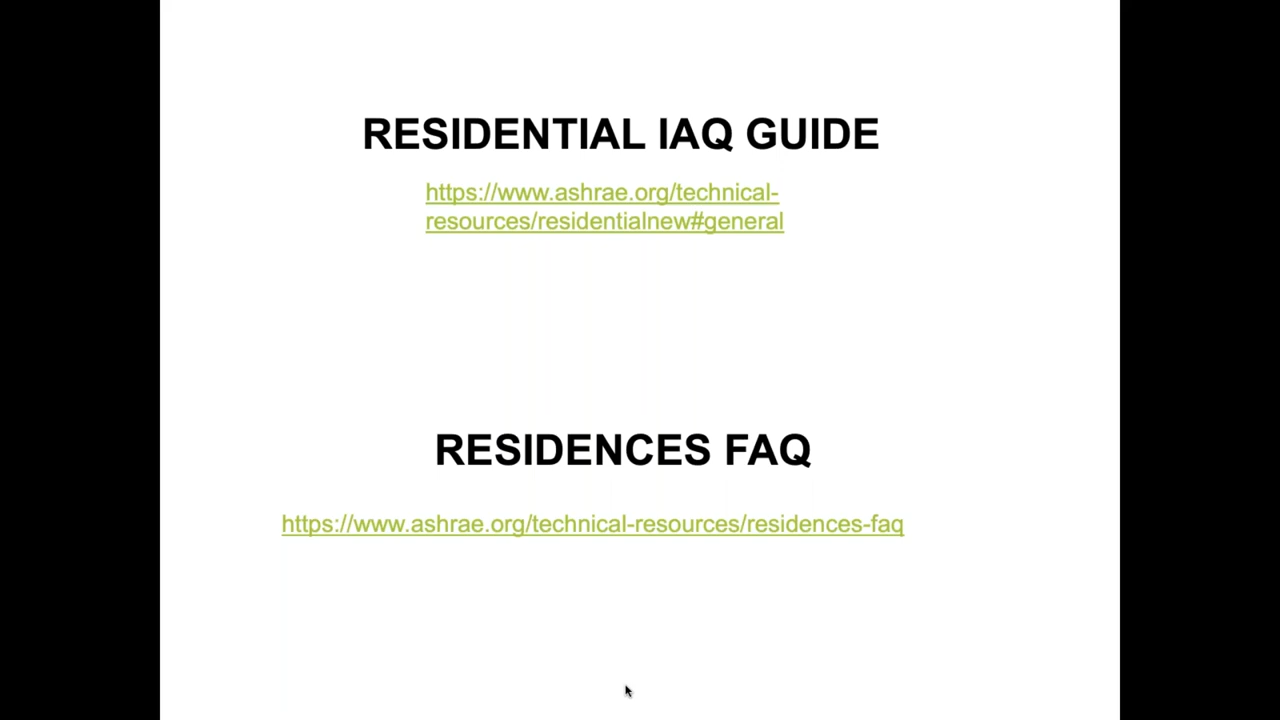 RESIDENTIAL IAQ GUIDE
https://www.ashrae.org/technical-
resources/residentialnew#general
RESIDENCES FAQ
https://www.ashrae.org/technical-resources/residences-faq